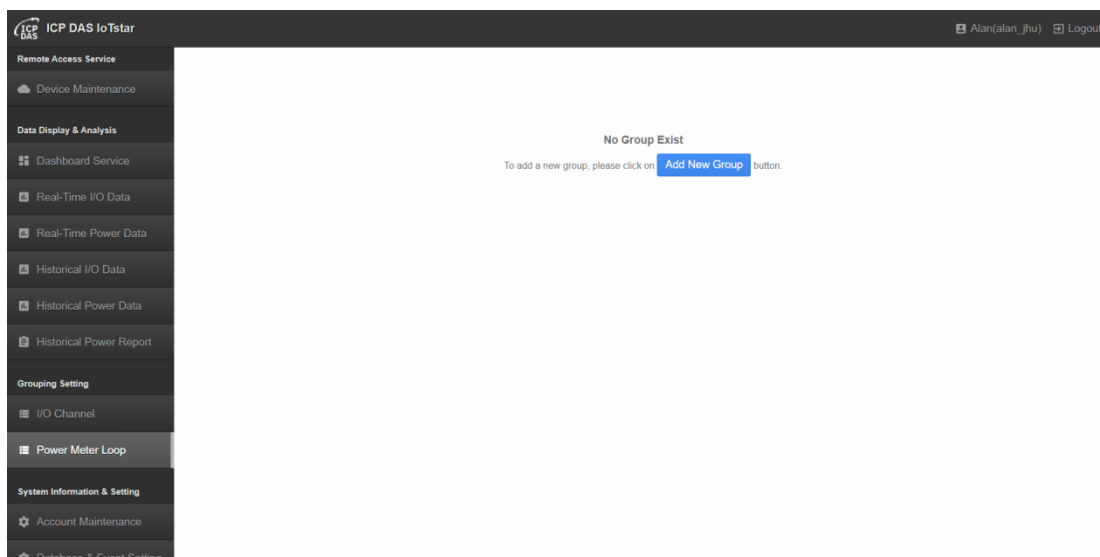 ICP DAS
ICP DAS IoTstar
Alan(alan_jhu) Logout
Remote Access Service
Device Maintenance
Data Display & Analysis
Dashboard Service
Real-Time I/O Data
Real-Time Power Data
Historical I/O Data
Historical Power Data
Historical Power Report
Grouping Setting
I/O Channel
Power Meter Loop
System Information & Setting
Account Maintenance
Database & Event Setting
No Group Exist
To add a new group, please click on Add New Group button.